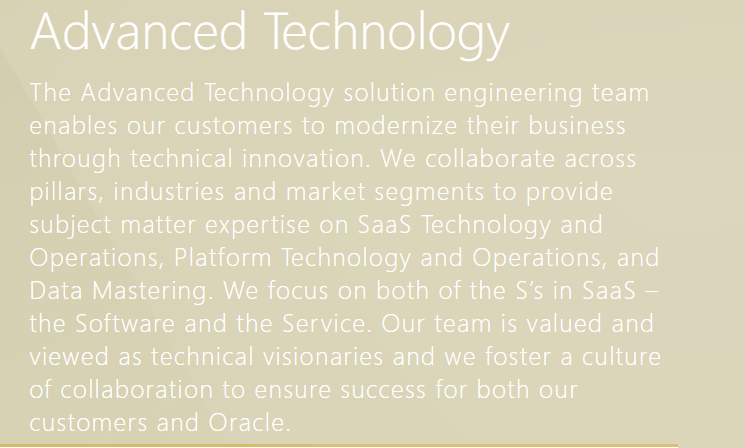 Advanced Technology
The Advanced Technology solution engineering team
enables our customers to modernize their business
through technical innovation. We collaborate across
pillars, industries and market segments to provide
subject matter expertise on SaaS Technology and
Operations, Platform Technology and Operations, and
Data Mastering. We focus on both of the S’s in SaaS –
the Software and the Service. Our team is valued and
viewed as technical visionaries and we foster a culture
of collaboration to ensure success for both our
customers and Oracle.